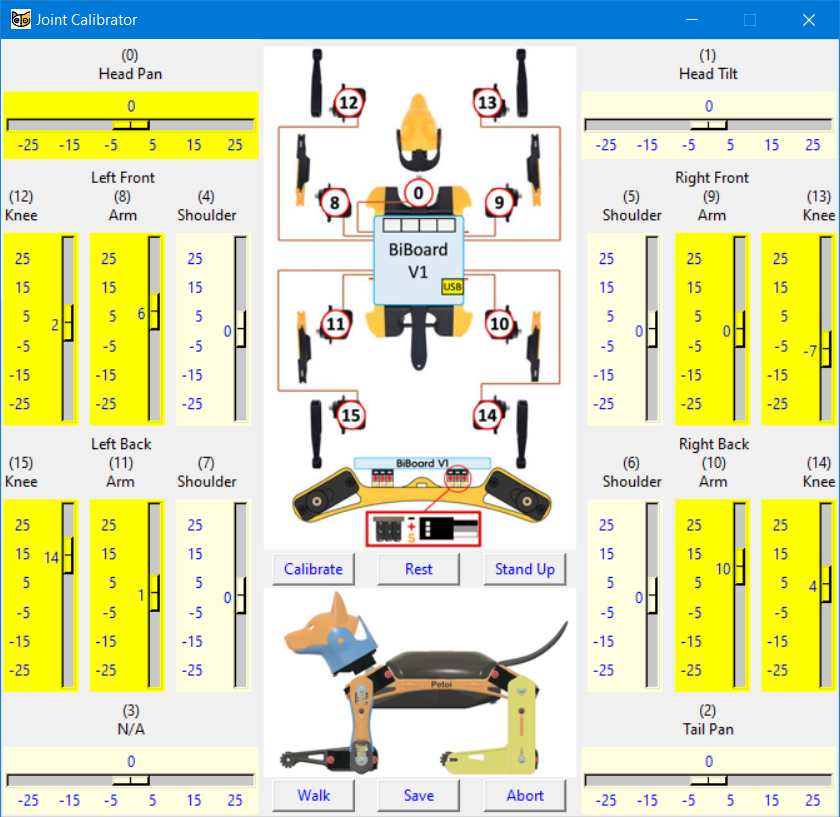 Joint Calibrator
(0)
Head Pan
0
-25 -15 -5 5 15 25
(1)
Head Tilt
0
-25 -15 -5 5 15 25
Left Front
(12) (8) (4)
Knee Arm Shoulder
25 25 25
15 15 15
5 5 5
2 6 0
-5 -5 -5
-15 -15 -15
-25 -25 -25
Right Front
(5) (9) (13)
Shoulder Arm Knee
25 25 25
15 15 15
5 5 5
0 0 -7
-5 -5 -5
-15 -15 -15
-25 -25 -25
12 13
8 0 9
BiBoard
V1
USB
11 10
15 14
BiBoard V1
-
+
S
Left Back
(15) (11) (7)
Knee Arm Shoulder
25 25 25
15 15 15
5 5 5
14 1 0
-5 -5 -5
-15 -15 -15
-25 -25 -25
Right Back
(6) (10) (14)
Shoulder Arm Knee
25 25 25
15 15 15
5 5 5
0 10 4
-5 -5 -5
-15 -15 -15
-25 -25 -25
Calibrate Rest Stand Up
Petoi
(3)
N/A
0
-25 -15 -5 5 15 25
(2)
Tail Pan
0
-25 -15 -5 5 15 25
Walk Save Abort